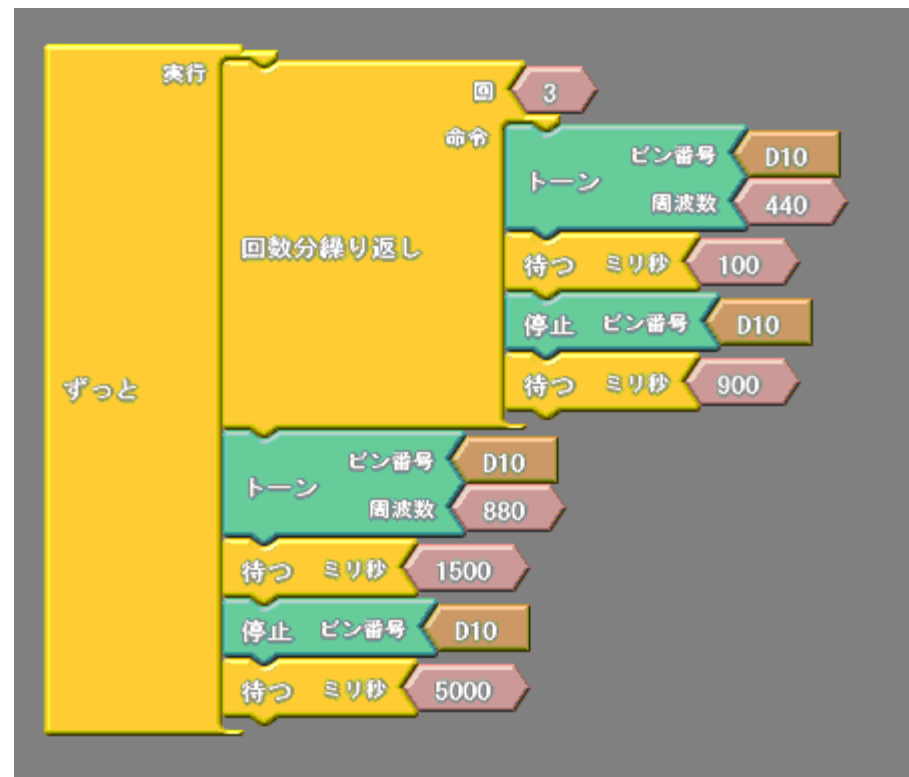 実行
回 3
命令
ピン番号 D10
トーン
周波数 440
回数分繰り返し
待つ ミリ秒 100
停止 ピン番号 D10
待つ ミリ秒 900
ずっと
ピン番号 D10
トーン
周波数 880
待つ ミリ秒 1500
停止 ピン番号 D10
待つ ミリ秒 5000